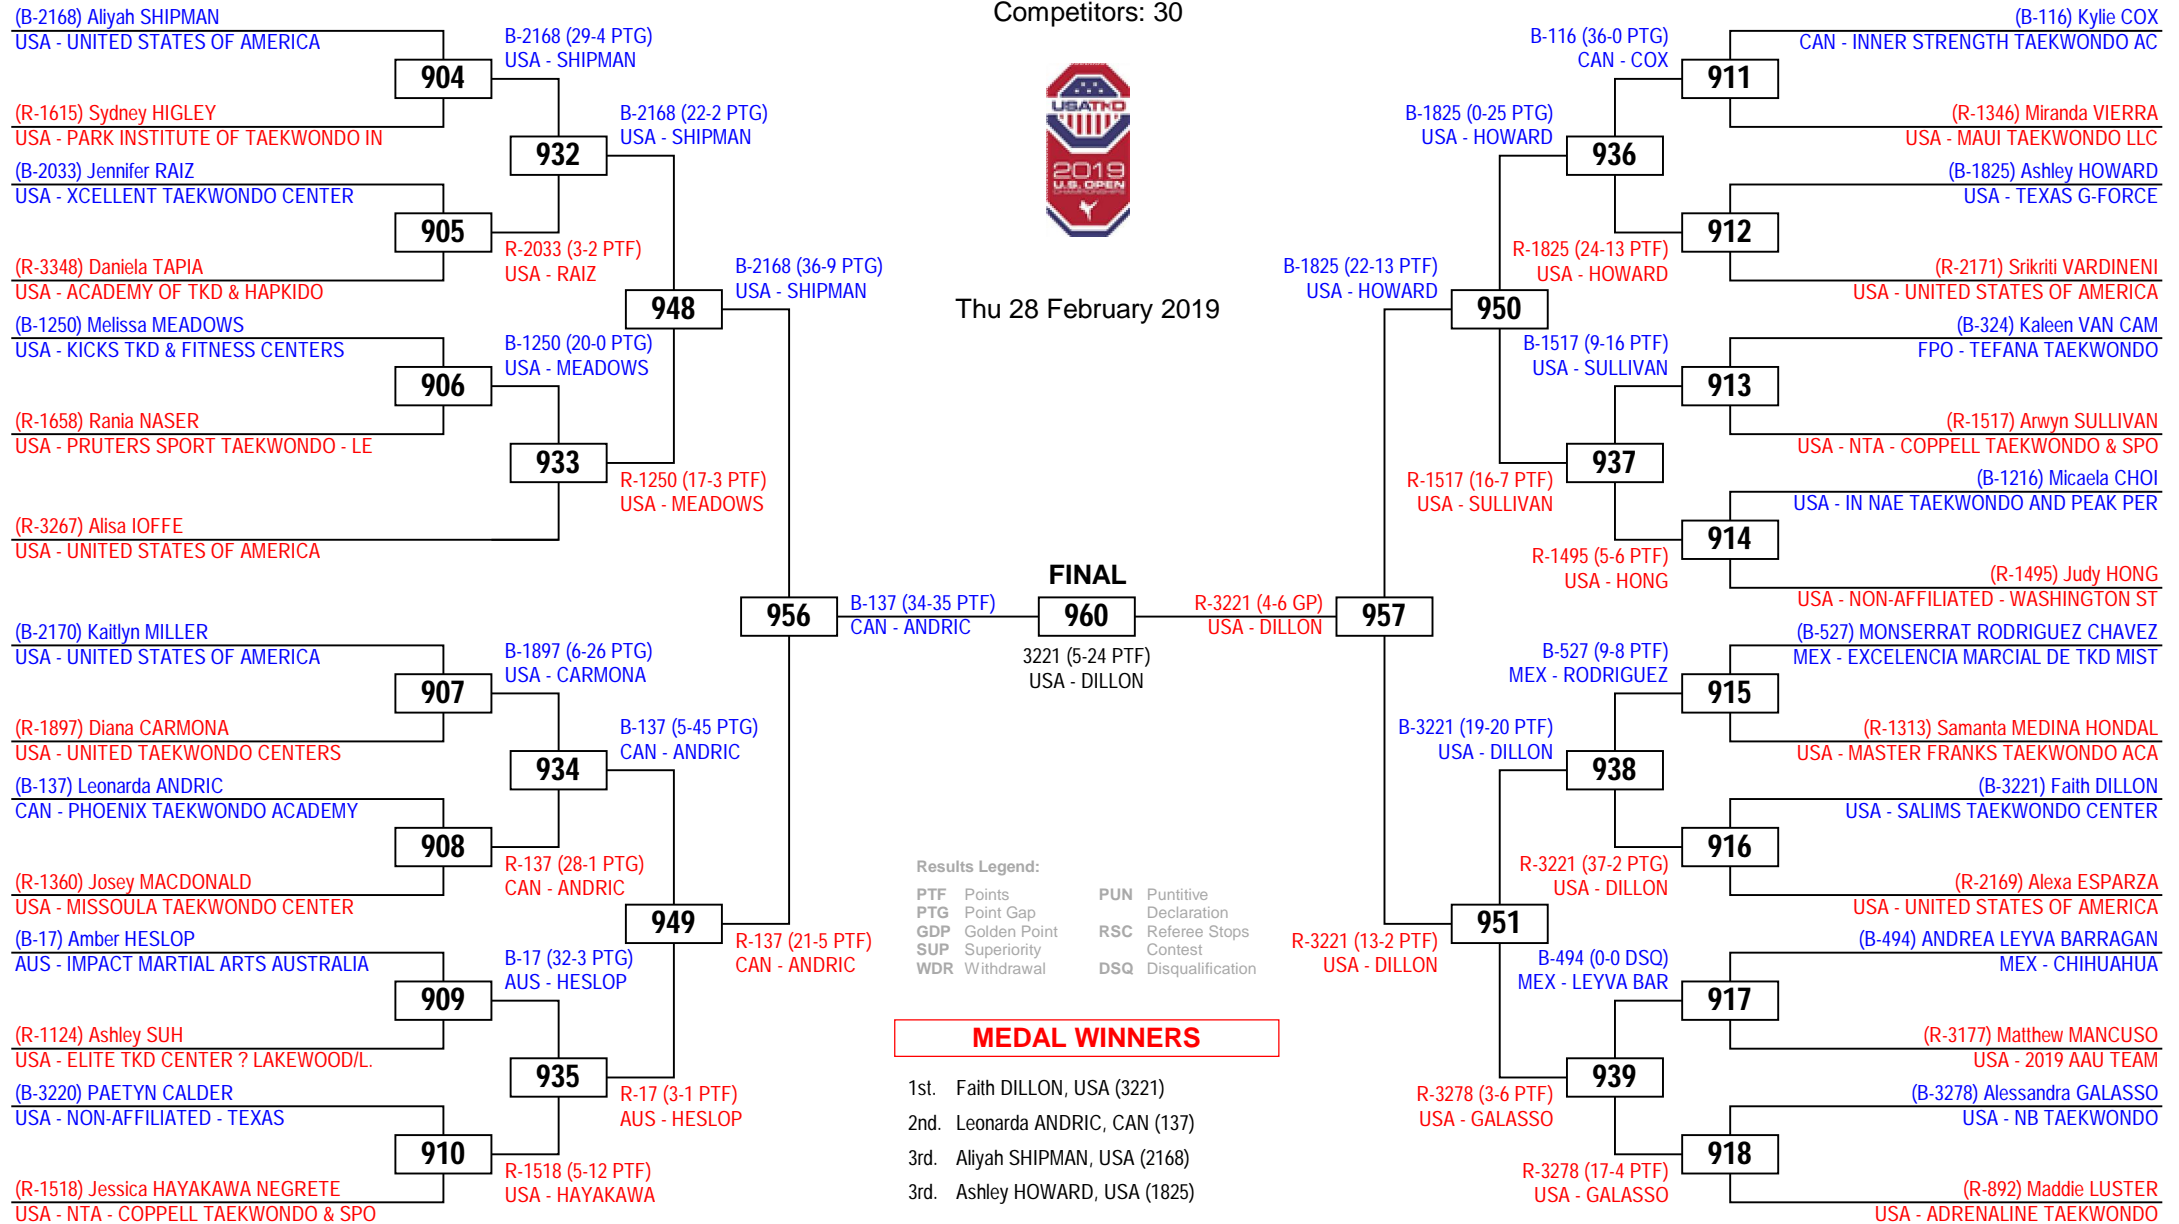 Competitors: 30
USATKD
2019
U.S. OPEN
CHAMPIONSHIPS
Thu 28 February 2019
(B-2168) Aliyah SHIPMAN
USA - UNITED STATES OF AMERICA
904
(R-1615) Sydney HIGLEY
USA - PARK INSTITUTE OF TAEKWONDO IN
(B-2033) Jennifer RAIZ
USA - XCELLENT TAEKWONDO CENTER
905
(R-3348) Daniela TAPIA
USA - ACADEMY OF TKD & HAPKIDO
(B-1250) Melissa MEADOWS
USA - KICKS TKD & FITNESS CENTERS
906
(R-1658) Rania NASER
USA - PRUTERS SPORT TAEKWONDO - LE
(R-3267) Alisa IOFFE
USA - UNITED STATES OF AMERICA
(B-2170) Kaitlyn MILLER
USA - UNITED STATES OF AMERICA
907
(R-1897) Diana CARMONA
USA - UNITED TAEKWONDO CENTERS
(B-137) Leonarda ANDRIC
CAN - PHOENIX TAEKWONDO ACADEMY
908
(R-1360) Josey MACDONALD
USA - MISSOULA TAEKWONDO CENTER
(B-17) Amber HESLOP
AUS - IMPACT MARTIAL ARTS AUSTRALIA
909
(R-1124) Ashley SUH
USA - ELITE TKD CENTER ? LAKEWOOD/L.
(B-3220) PAETYN CALDER
USA - NON-AFFILIATED - TEXAS
910
(R-1518) Jessica HAYAKAWA NEGRETE
USA - NTA - COPPELL TAEKWONDO & SPO
B-2168 (29-4 PTG)
USA - SHIPMAN
932
R-2033 (3-2 PTF)
USA - RAIZ
B-1250 (20-0 PTG)
USA - MEADOWS
933
B-1897 (6-26 PTG)
USA - CARMONA
934
R-137 (28-1 PTG)
CAN - ANDRIC
B-17 (32-3 PTG)
AUS - HESLOP
935
R-1518 (5-12 PTF)
USA - HAYAKAWA
B-2168 (22-2 PTG)
USA - SHIPMAN
948
R-1250 (17-3 PTF)
USA - MEADOWS
B-137 (5-45 PTG)
CAN - ANDRIC
949
R-17 (3-1 PTF)
AUS - HESLOP
B-2168 (36-9 PTG)
USA - SHIPMAN
956
R-137 (21-5 PTF)
CAN - ANDRIC
B-137 (34-35 PTF)
CAN - ANDRIC
FINAL
960
3221 (5-24 PTF)
USA - DILLON
R-3221 (4-6 GP)
USA - DILLON
B-1825 (22-13 PTF)
USA - HOWARD
957
R-3221 (13-2 PTF)
USA - DILLON
B-1825 (0-25 PTG)
USA - HOWARD
950
R-1517 (16-7 PTF)
USA - SULLIVAN
B-3221 (19-20 PTF)
USA - DILLON
951
R-3278 (3-6 PTF)
USA - GALASSO
B-116 (36-0 PTG)
CAN - COX
936
R-1825 (24-13 PTF)
USA - HOWARD
B-1517 (9-16 PTF)
USA - SULLIVAN
937
R-1495 (5-6 PTF)
USA - HONG
B-527 (9-8 PTF)
MEX - RODRIGUEZ
938
R-3221 (37-2 PTG)
USA - DILLON
B-494 (0-0 DSQ)
MEX - LEYVA BAR
939
R-3278 (17-4 PTF)
USA - GALASSO
(B-116) Kylie COX
CAN - INNER STRENGTH TAEKWONDO AC
911
(R-1346) Miranda VIERRA
USA - MAUI TAEKWONDO LLC
(B-1825) Ashley HOWARD
USA - TEXAS G-FORCE
912
(R-2171) Srikriti VARDINENI
USA - UNITED STATES OF AMERICA
(B-324) Kaleen VAN CAM
FPO - TEFANA TAEKWONDO
913
(R-1517) Arwyn SULLIVAN
USA - NTA - COPPELL TAEKWONDO & SPO
(B-1216) Micaela CHOI
USA - IN NAE TAEKWONDO AND PEAK PER
914
(R-1495) Judy HONG
USA - NON-AFFILIATED - WASHINGTON ST
(B-527) MONSERRAT RODRIGUEZ CHAVEZ
MEX - EXCELENCIA MARCIAL DE TKD MIST
915
(R-1313) Samanta MEDINA HONDAL
USA - MASTER FRANKS TAEKWONDO ACA
(B-3221) Faith DILLON
USA - SALIMS TAEKWONDO CENTER
916
(R-2169) Alexa ESPARZA
USA - UNITED STATES OF AMERICA
(B-494) ANDREA LEYVA BARRAGAN
MEX - CHIHUAHUA
917
(R-3177) Matthew MANCUSO
USA - 2019 AAU TEAM
(B-3278) Alessandra GALASSO
USA - NB TAEKWONDO
918
(R-892) Maddie LUSTER
USA - ADRENALINE TAEKWONDO
Results Legend:
PTF Points
PTG Point Gap
GDP Golden Point
SUP Superiority
WDR Withdrawal
PUN Puntitive
Declaration
RSC Referee Stops
Contest
DSQ Disqualification
MEDAL WINNERS
1st. Faith DILLON, USA (3221)
2nd. Leonarda ANDRIC, CAN (137)
3rd. Aliyah SHIPMAN, USA (2168)
3rd. Ashley HOWARD, USA (1825)